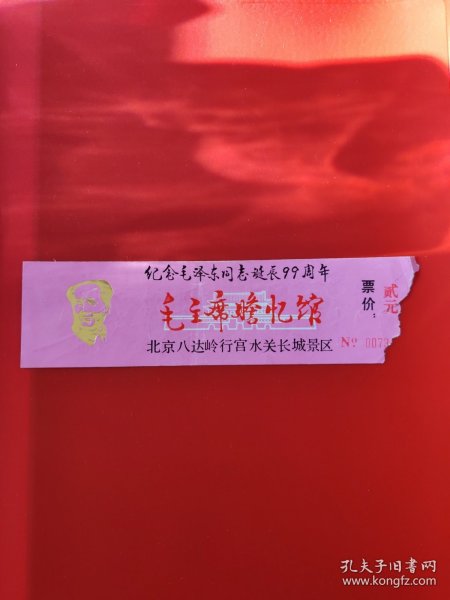 纪念毛泽东同志诞辰99周年
毛主席瞻忆馆
北京八达岭行宫水关长城景区
票价：
贰元
№ 0073
孔夫子旧书网
www.kongfz.com